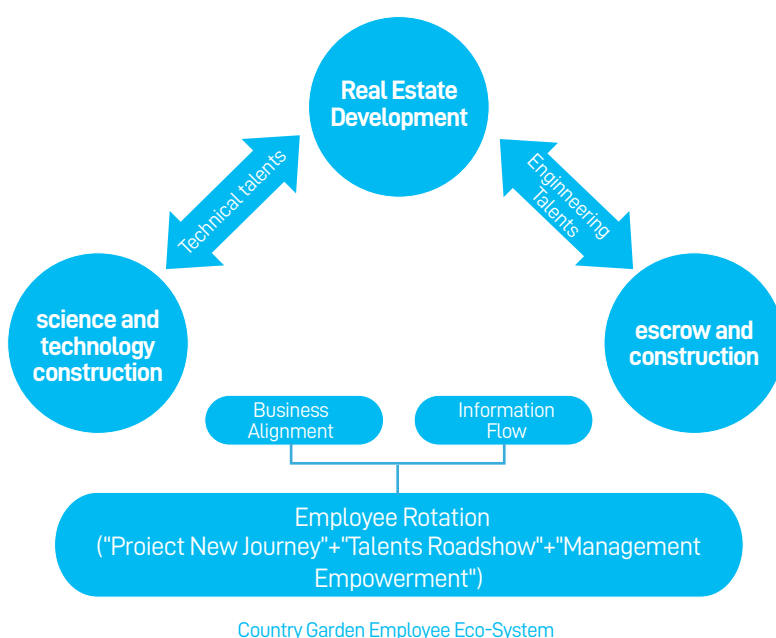 Real Estate
Development
Technical talents
Enginneering
Talents
science and
technology
construction
escrow and
construction
Business
Alignment
Information
Flow
Employee Rotation
("Proiect New Journey"+"Talents Roadshow"+"Management
Empowerment")
Country Garden Employee Eco-System